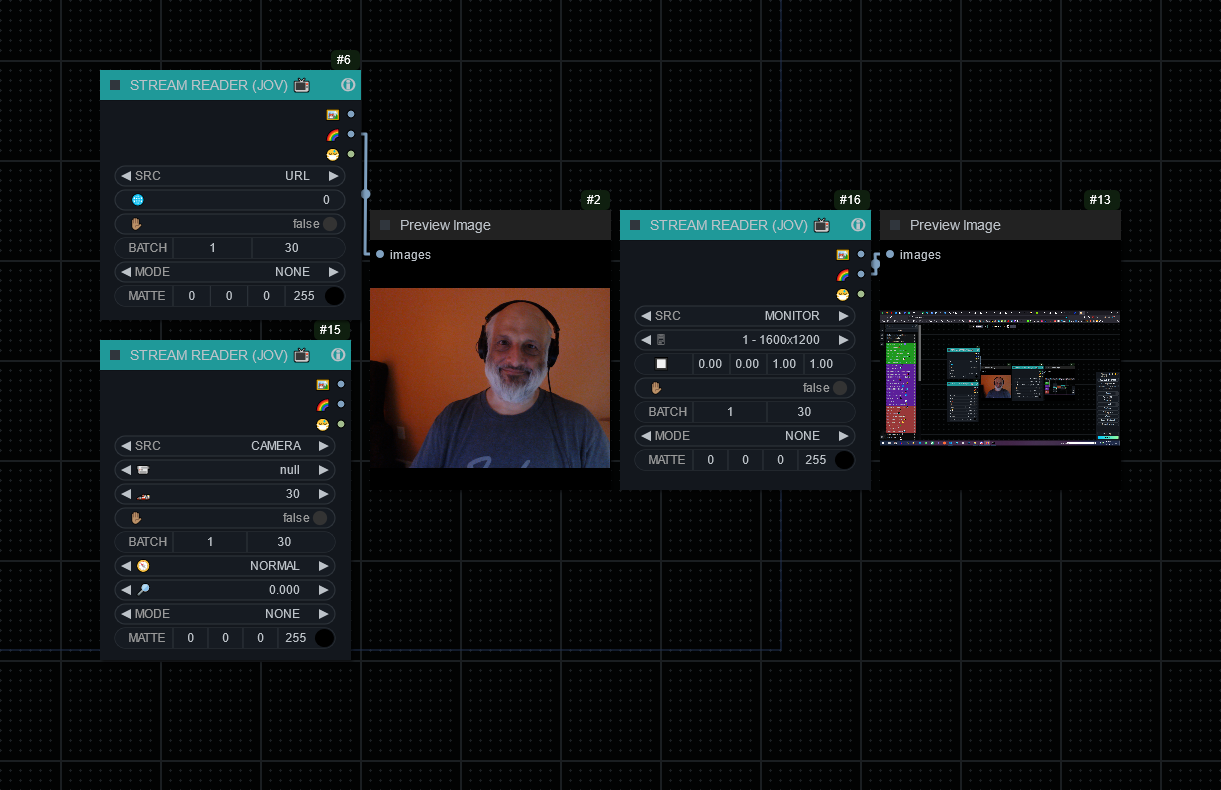 #6
STREAM READER (JOV)
SRC URL
0
false
BATCH 1 30
MODE NONE
MATTE 0 0 0 255
#15
STREAM READER (JOV)
SRC CAMERA
null
30
false
BATCH 1 30
NORMAL
0.000
MODE NONE
MATTE 0 0 0 255
#2
Preview Image
images
#16
STREAM READER (JOV)
SRC MONITOR
1 - 1600x1200
0.00 0.00 1.00 1.00
false
BATCH 1 30
MODE NONE
MATTE 0 0 0 255
#13
Preview Image
images